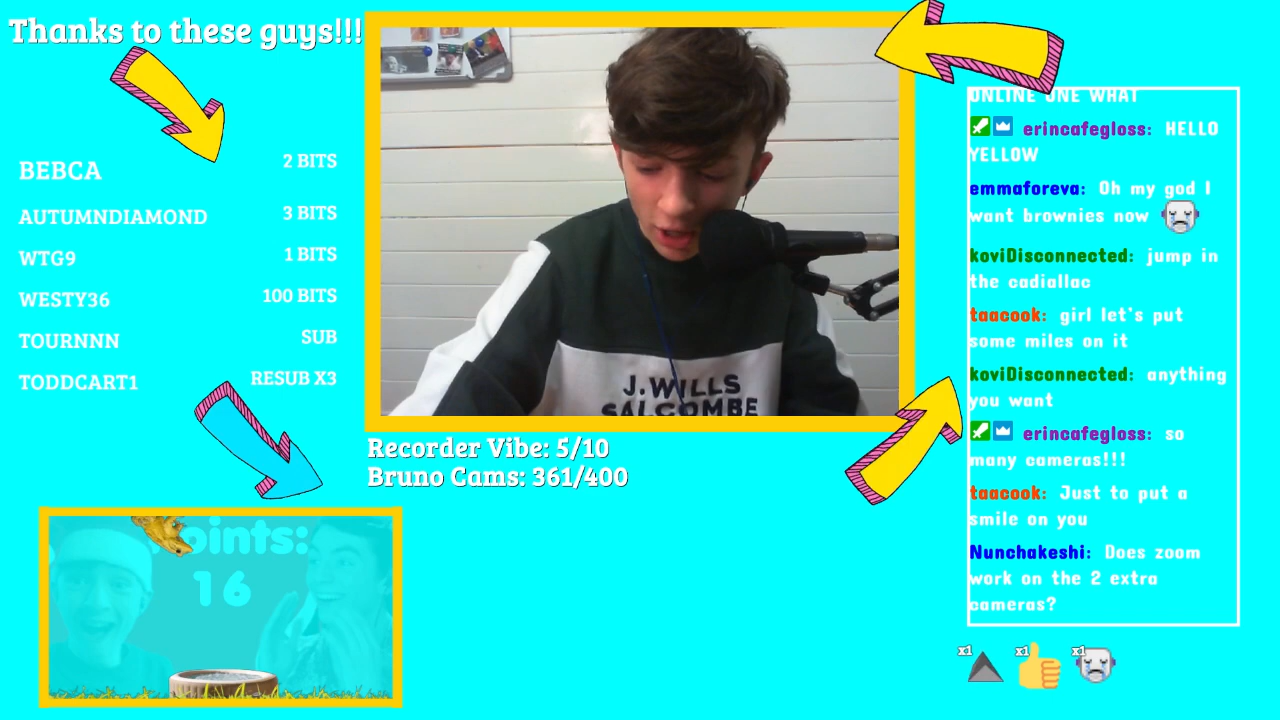 Thanks to these guys!!!
BEBCA 2 BITS
AUTUMNDIAMOND 3 BITS
WTG9 1 BITS
WESTY36 100 BITS
TOURNNN SUB
TODDCART1 RESUB X3
J.WILLS
SALCOMBE
Recorder Vibe: 5/10
Bruno Cams: 361/400
Points:
16
ONLINE ONE WHAT
erincafegloss: HELLO
YELLOW
emmaforeva: Oh my god I
want brownies now
koviDisconnected: jump in
the cadiallac
taacook: girl let's put
some miles on it
koviDisconnected: anything
you want
erincafegloss: so
many cameras!!!
taacook: Just to put a
smile on you
Nunchakeshi: Does zoom
work on the 2 extra
cameras?
x1 x1 x1